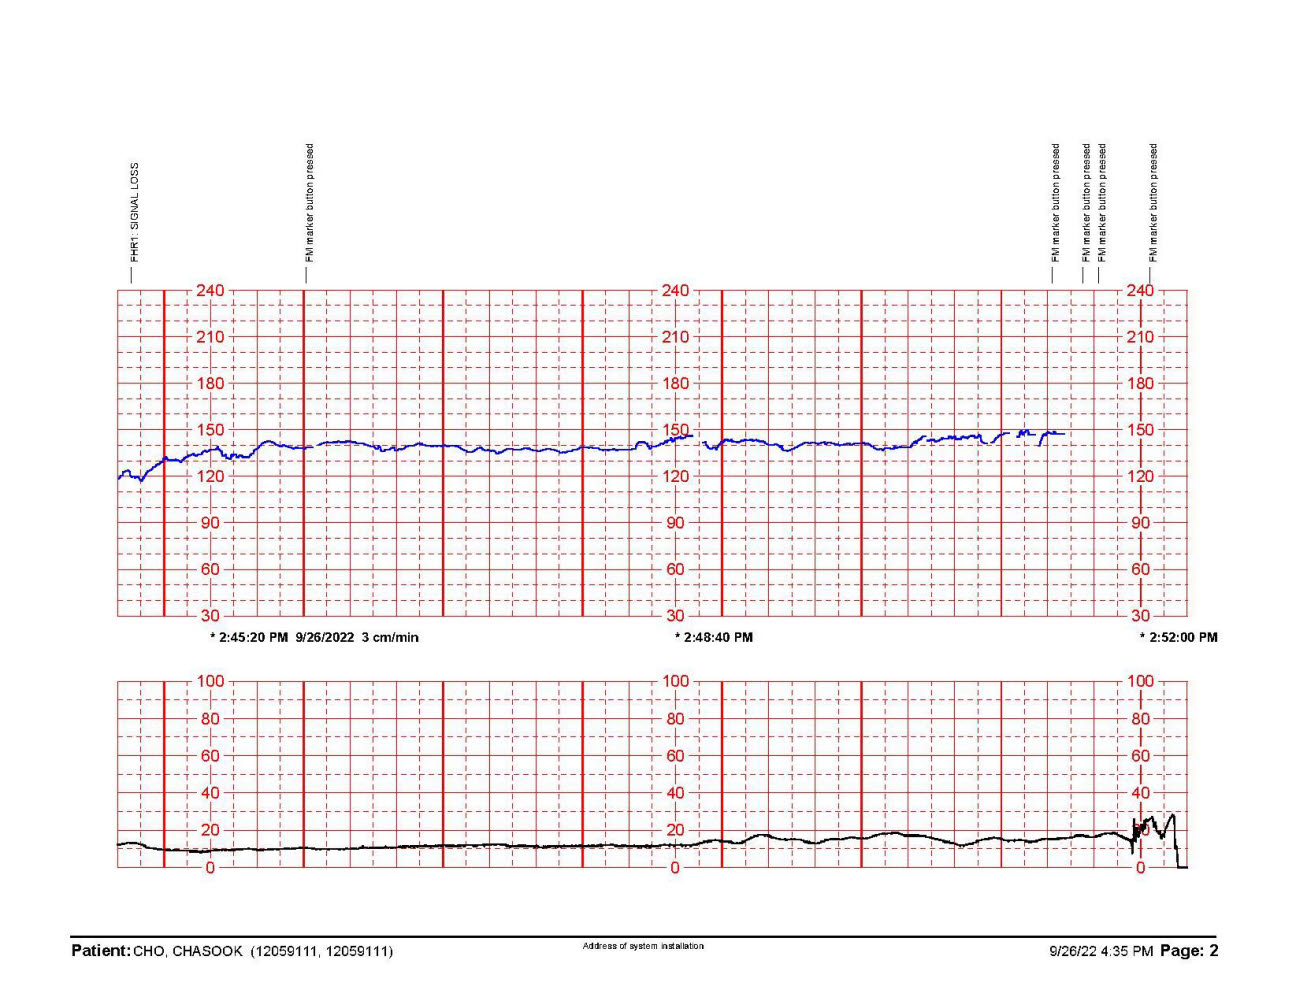 FHR1: SIGNAL LOSS
FM marker button pressed
FM marker button pressed
FM marker button pressed
FM marker button pressed
FM marker button pressed
240 240 240
210 210 210
180 180 180
150 150 150
120 120 120
90 90 90
60 60 60
30 30 30
* 2:45:20 PM 9/26/2022 3 cm/min * 2:48:40 PM * 2:52:00 PM
100 100 100
80 80 80
60 60 60
40 40 40
20 20 20
0 0 0
Patient: CHO, CHASOOK (12059111, 12059111) Address of system installation 9/26/22 4:35 PM Page: 2